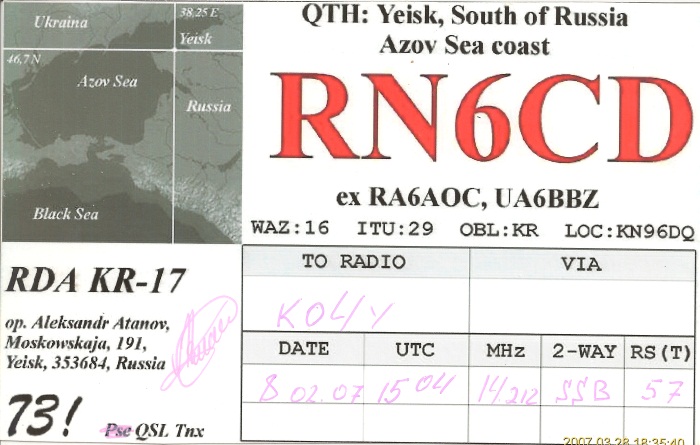 Ukraina
38,25 E
Yeisk
46,7 N
Azov Sea
Russia
Black Sea
QTH: Yeisk, South of Russia
Azov Sea coast
RN6CD
ex RA6AOC, UA6BBZ
WAZ:16 ITU:29 OBL:KR LOC:KN96DQ
RDA KR-17
op. Aleksandr Atanov,
Moskowskaja, 191,
Yeisk, 353684, Russia
73!
Pse QSL Tnx
TO RADIO VIA
K04Y
DATE UTC MHz 2-WAY RS(T)
8 02.07 15 04 14 212 SSB 57
2007.03.28 18:35:40